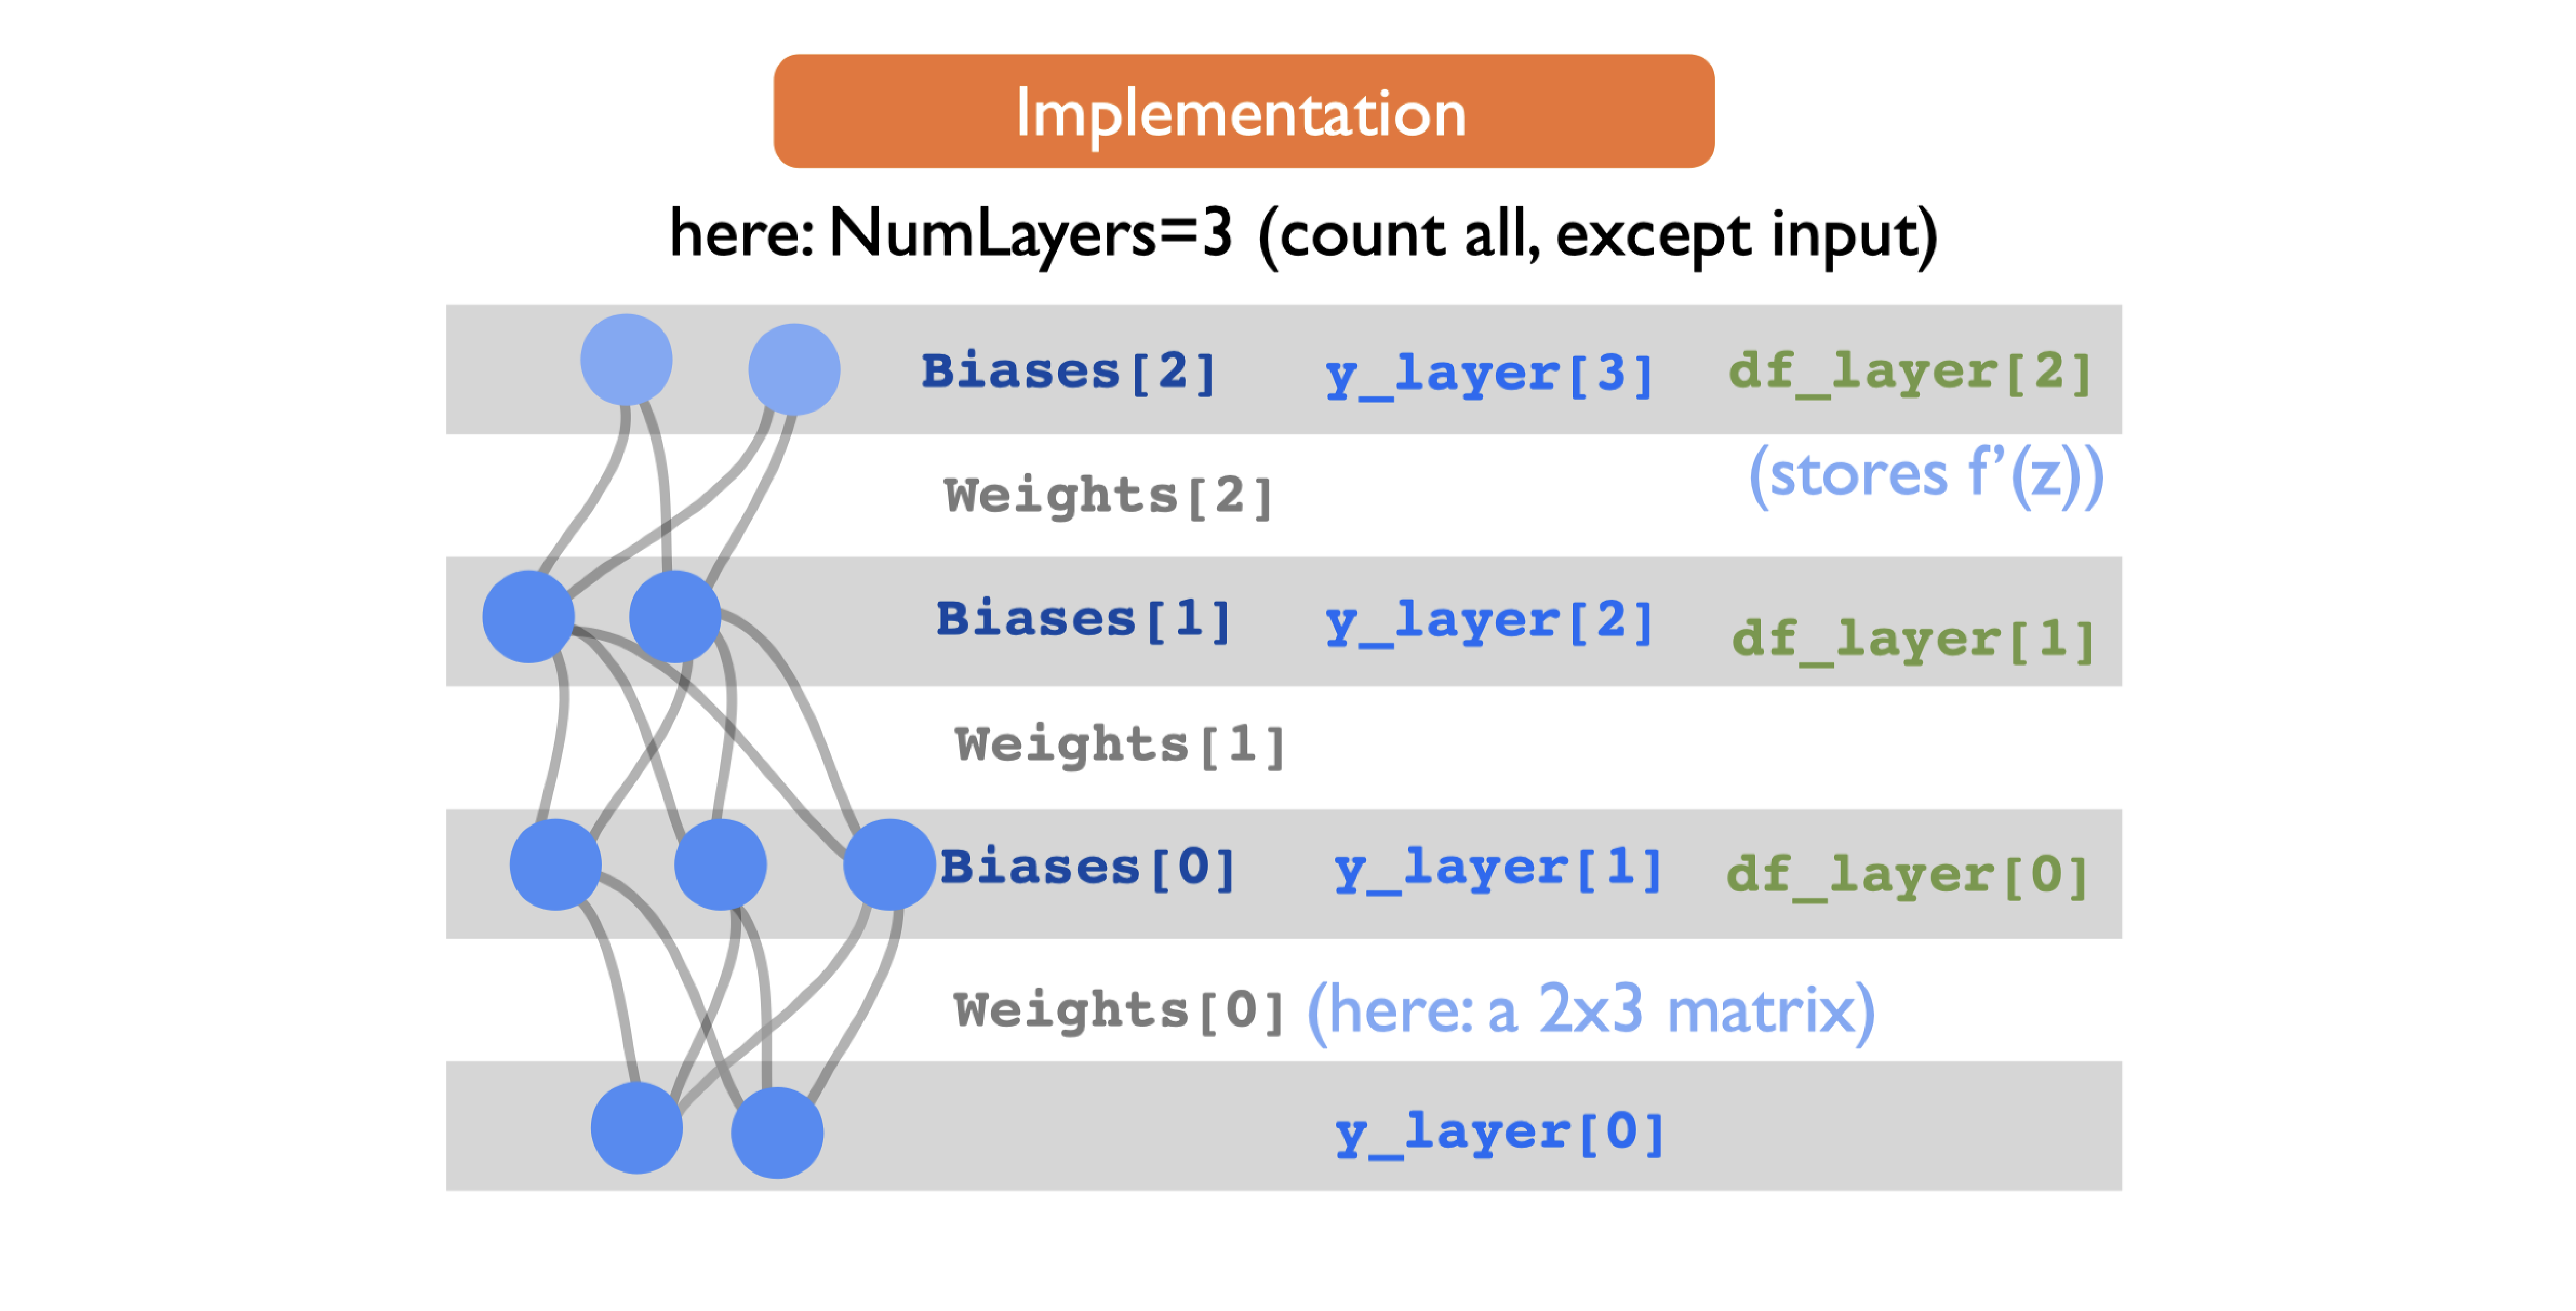 Implementation
here: NumLayers=3 (count all, except input)
Biases[2] y_layer[3] df_layer[2]
(stores f’(z))
Weights[2]
Biases[1] y_layer[2] df_layer[1]
Weights[1]
Biases[0] y_layer[1] df_layer[0]
Weights[0] (here: a 2x3 matrix)
y_layer[0]